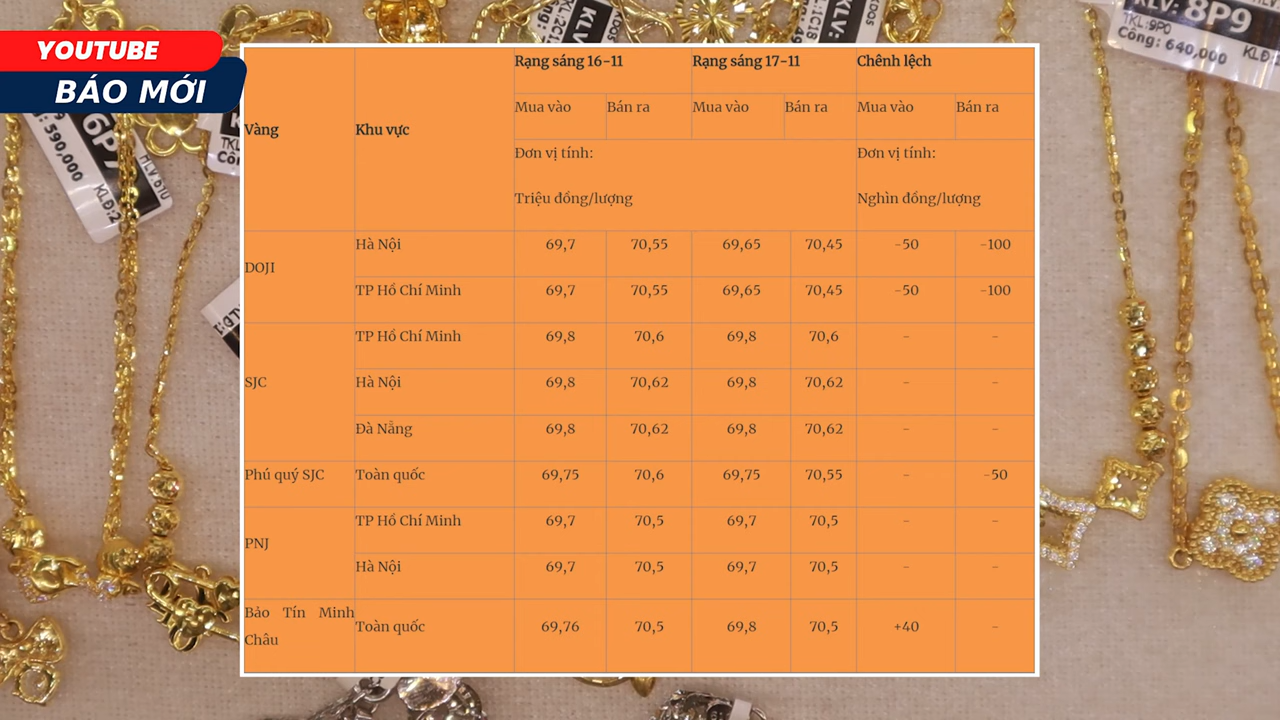 YOUTUBE
BÁO MỚI
Vàng Khu vực Rạng sáng 16-11 Rạng sáng 17-11 Chênh lệch
Mua vào Bán ra Mua vào Bán ra Mua vào Bán ra
Đơn vị tính: Đơn vị tính:
Triệu đồng/lượng Nghìn đồng/lượng
DOJI Hà Nội 69,7 70,55 69,65 70,45 -50 -100
TP Hồ Chí Minh 69,7 70,55 69,65 70,45 -50 -100
SJC TP Hồ Chí Minh 69,8 70,6 69,8 70,6 - -
Hà Nội 69,8 70,62 69,8 70,62 - -
Đà Nẵng 69,8 70,62 69,8 70,62 - -
Phú quý SJC Toàn quốc 69,75 70,6 69,75 70,55 - -50
PNJ TP Hồ Chí Minh 69,7 70,5 69,7 70,5 - -
Hà Nội 69,7 70,5 69,7 70,5 - -
Bảo Tín Minh
Châu Toàn quốc 69,76 70,5 69,8 70,5 +40 -
KLV: 8P9
TKL: 9P0
Công: 640,000
590,000